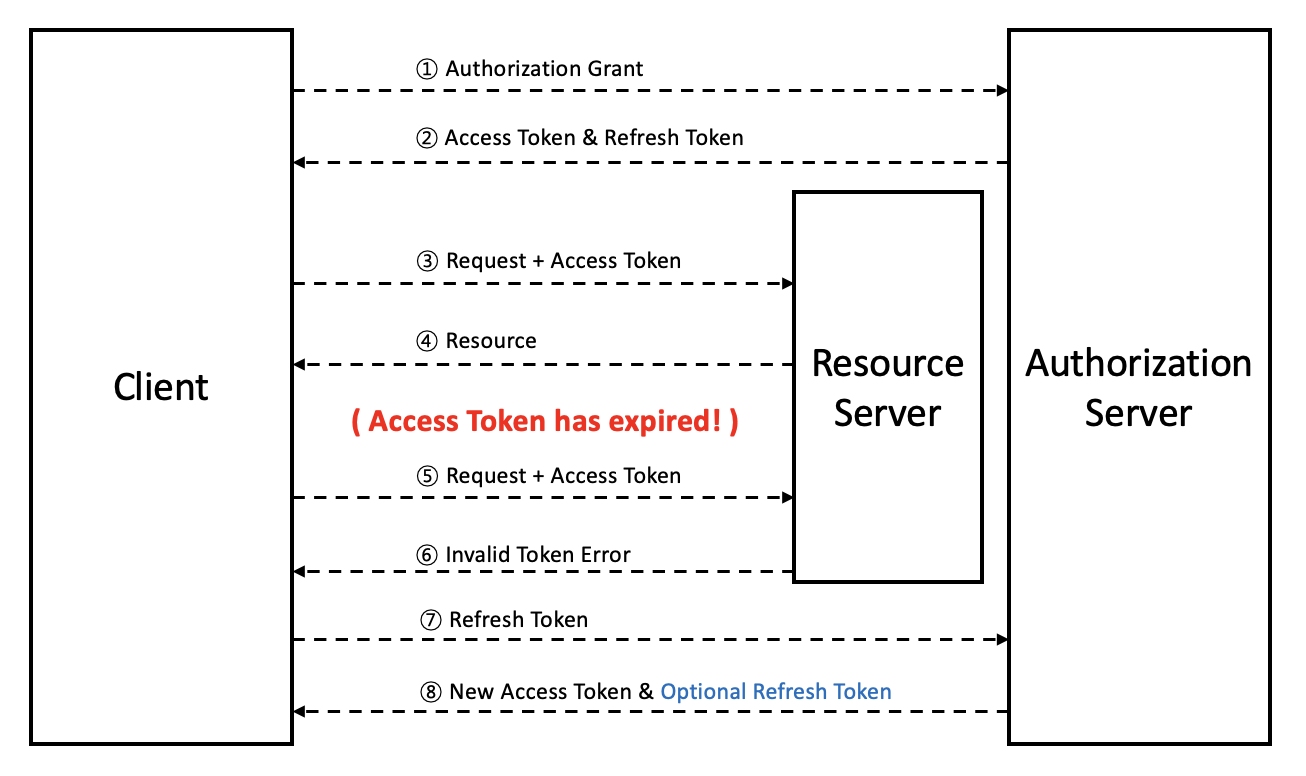 ① Authorization Grant
② Access Token & Refresh Token
③ Request + Access Token
④ Resource
Client
Resource
Server
Authorization
Server
( Access Token has expired! )
⑤ Request + Access Token
⑥ Invalid Token Error
⑦ Refresh Token
⑧ New Access Token & Optional Refresh Token